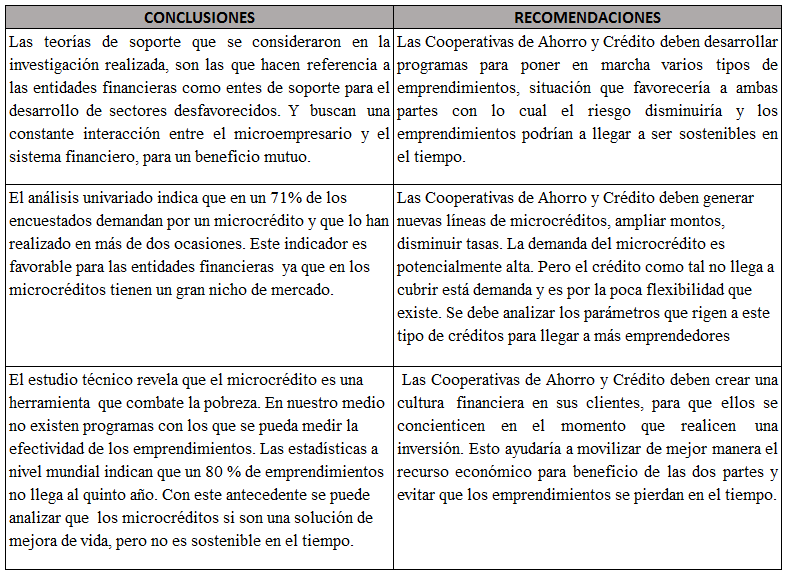 CONCLUSIONES
RECOMENDACIONES
Las teorías de soporte que se consideraron en la
investigación realizada, son las que hacen referencia a
las entidades financieras como entes de soporte para el
desarrollo de sectores desfavorecidos. Y buscan una
constante interacción entre el microempresario y el
sistema financiero, para un beneficio mutuo.
Las Cooperativas de Ahorro y Crédito deben desarrollar
programas para poner en marcha varios tipos de
emprendimientos, situación que favorecería a ambas
partes con lo cual el riesgo disminuiría y los
emprendimientos podrían a llegar a ser sostenibles en
el tiempo.
El análisis univariado indica que en un 71% de los
encuestados demandan por un microcrédito y que lo han
realizado en más de dos ocasiones. Este indicador es
favorable para las entidades financieras ya que en los
microcréditos tienen un gran nicho de mercado.
Las Cooperativas de Ahorro y Crédito deben generar
nuevas líneas de microcréditos, ampliar montos,
disminuir tasas. La demanda del microcrédito es
potencialmente alta. Pero el crédito como tal no llega a
cubrir está demanda y es por la poca flexibilidad que
existe. Se debe analizar los parámetros que rigen a este
tipo de créditos para llegar a más emprendedores
El estudio técnico revela que el microcrédito es una
herramienta que combate la pobreza. En nuestro medio
no existen programas con los que se pueda medir la
efectividad de los emprendimientos. Las estadísticas a
nivel mundial indican que un 80 % de emprendimientos
no llega al quinto año. Con este antecedente se puede
analizar que los microcréditos si son una solución de
mejora de vida, pero no es sostenible en el tiempo.
Las Cooperativas de Ahorro y Crédito deben crear una
cultura financiera en sus clientes, para que ellos se
concienticen en el momento que realicen una
inversión. Esto ayudaría a movilizar de mejor manera el
recurso económico para beneficio de las dos partes y
evitar que los emprendimientos se pierdan en el tiempo.